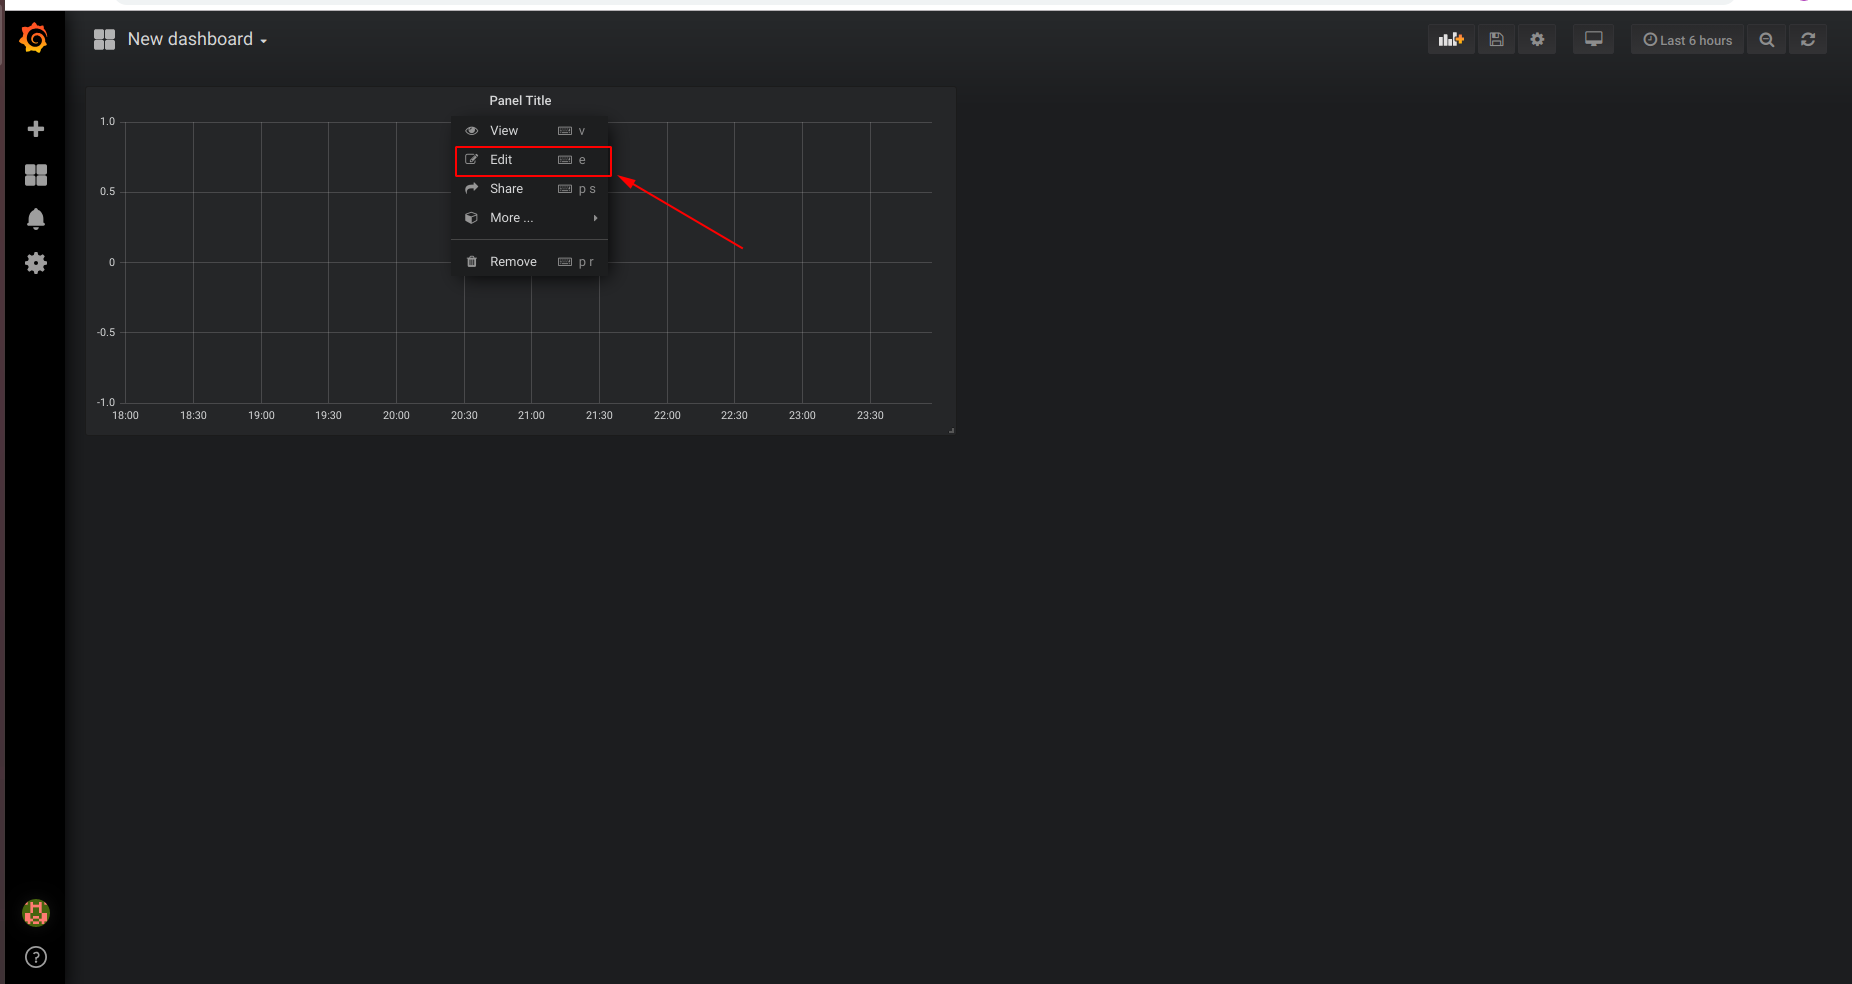 New dashboard
Last 6 hours
Panel Title
View v
Edit e
Share p s
More ...
Remove p r
1.0
0.5
0
-0.5
-1.0
18:00 18:30 19:00 19:30 20:00 20:30 21:00 21:30 22:00 22:30 23:00 23:30
?